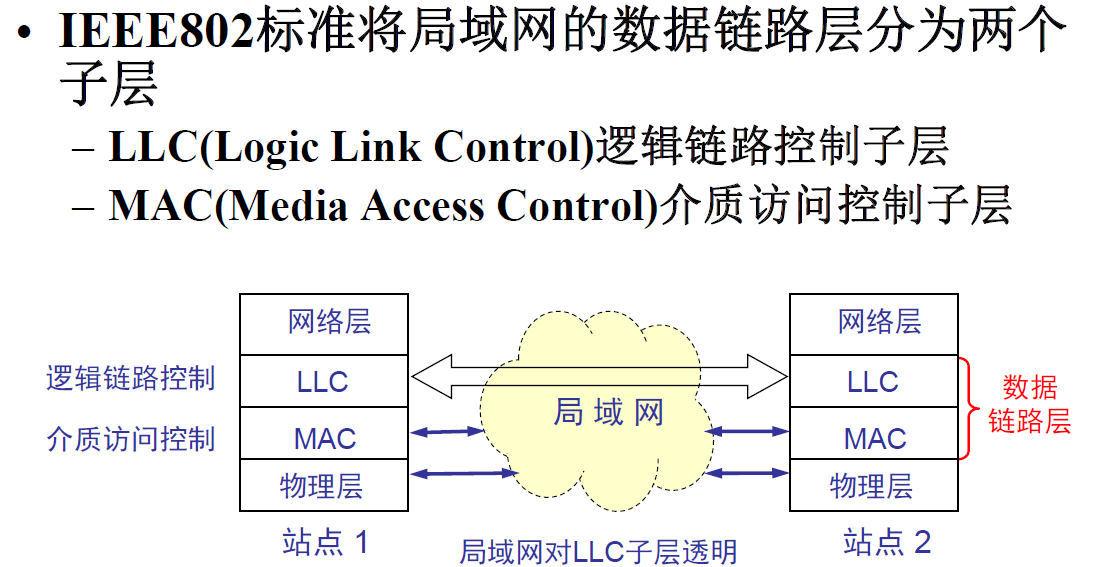 • IEEE802标准将局域网的数据链路层分为两个
子层
– LLC(Logic Link Control)逻辑链路控制子层
– MAC(Media Access Control)介质访问控制子层
网络层
网络层
逻辑链路控制
LLC
LLC
数据
链路层
局域网
介质访问控制
MAC
MAC
物理层
物理层
站点 1
局域网对LLC子层透明
站点 2